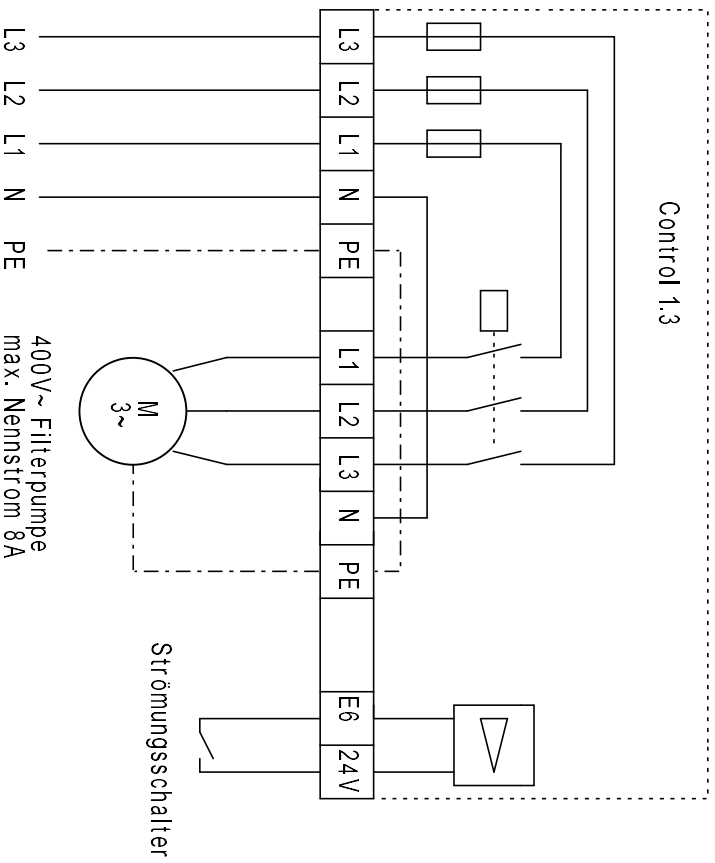 Control 1.3
L3
L2
L1
N
PE
L1
L2
L3
N
PE
E6
24V
L3
L2
L1
N
PE
M
3~
400V~ Filterpumpe
max. Nennstrom 8A
Strömungsschalter